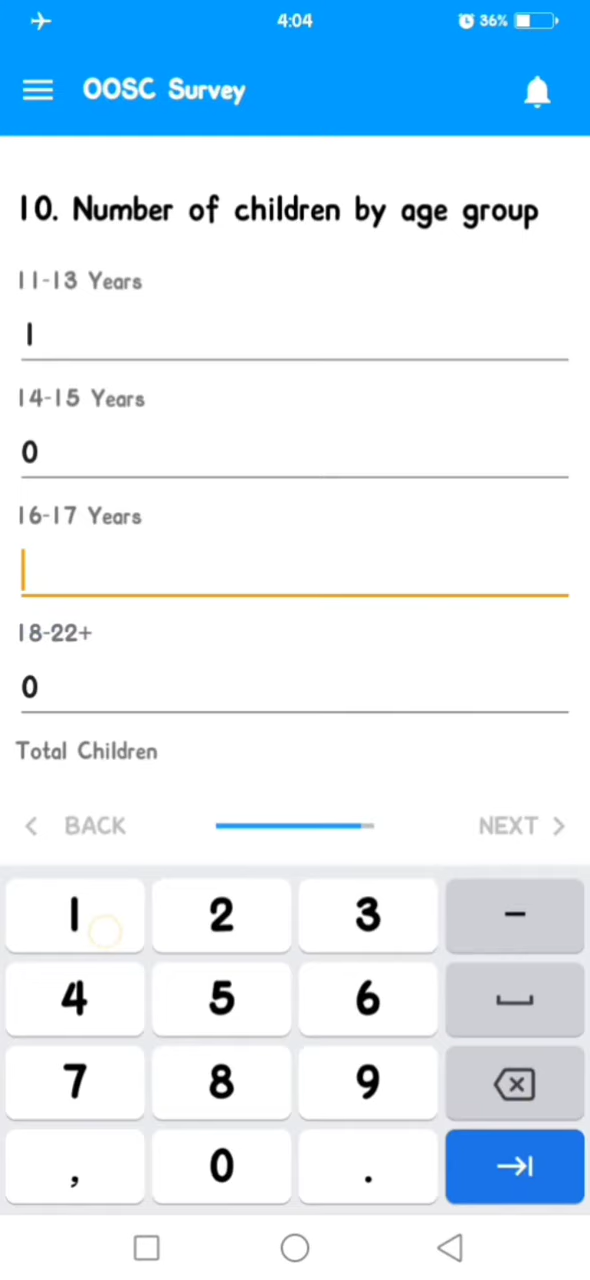 4:04
36%
OOSC Survey
10. Number of children by age group
11-13 Years
1
14-15 Years
0
16-17 Years
18-22+
0
Total Children
BACK
NEXT
1 2 3 -
4 5 6
7 8 9
, 0 .